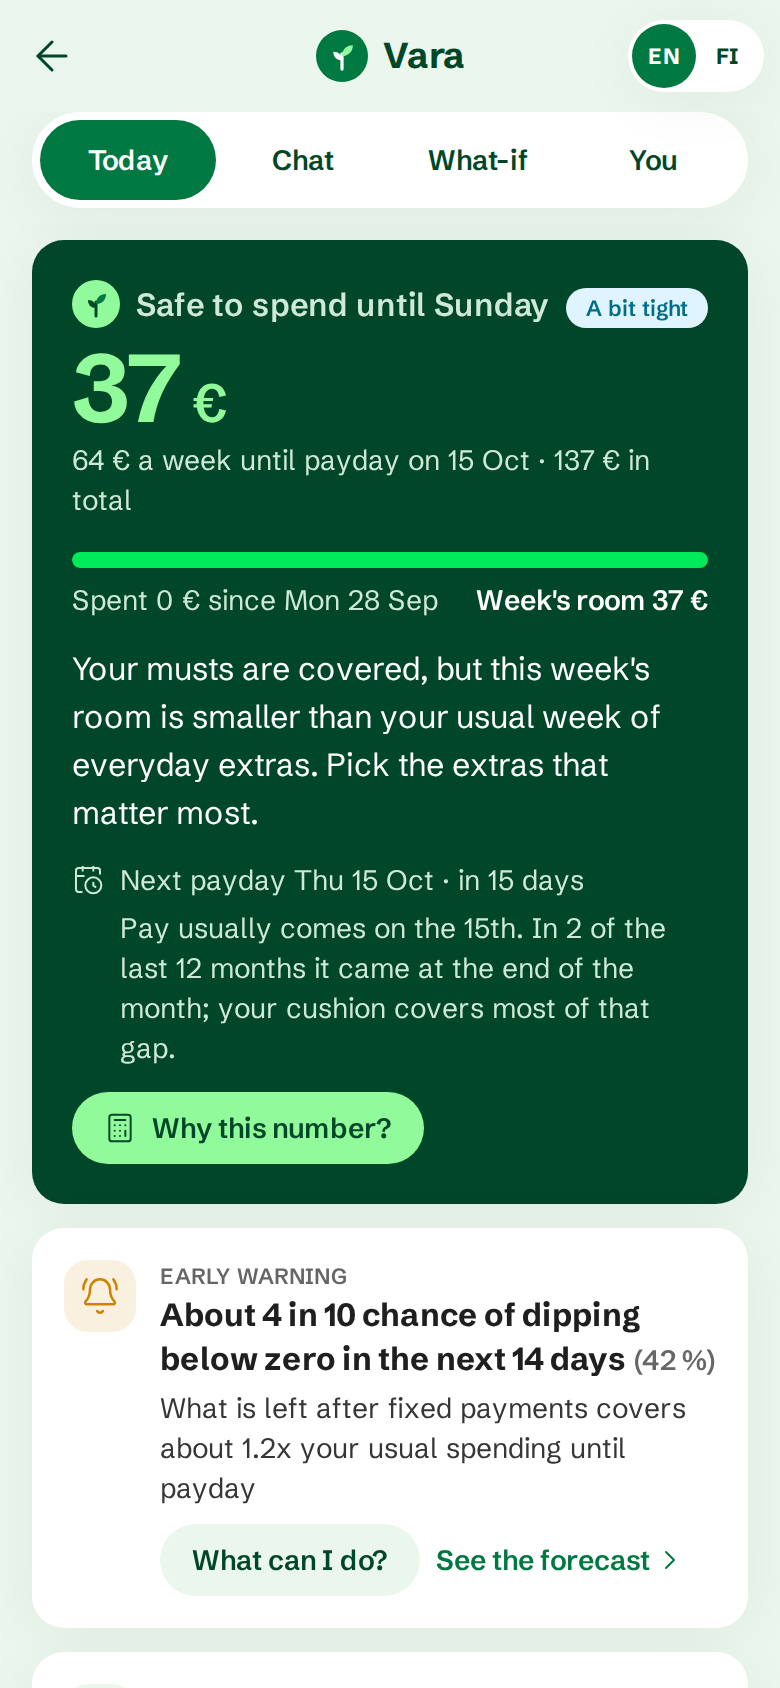 Vara
EN FI
Today Chat What-if You
Safe to spend until Sunday A bit tight
37 €
64 € a week until payday on 15 Oct · 137 € in
total
Spent 0 € since Mon 28 Sep Week's room 37 €
Your musts are covered, but this week's
room is smaller than your usual week of
everyday extras. Pick the extras that
matter most.
Next payday Thu 15 Oct · in 15 days
Pay usually comes on the 15th. In 2 of the
last 12 months it came at the end of the
month; your cushion covers most of that
gap.
Why this number?
EARLY WARNING
About 4 in 10 chance of dipping
below zero in the next 14 days (42 %)
What is left after fixed payments covers
about 1.2x your usual spending until
payday
What can I do? See the forecast